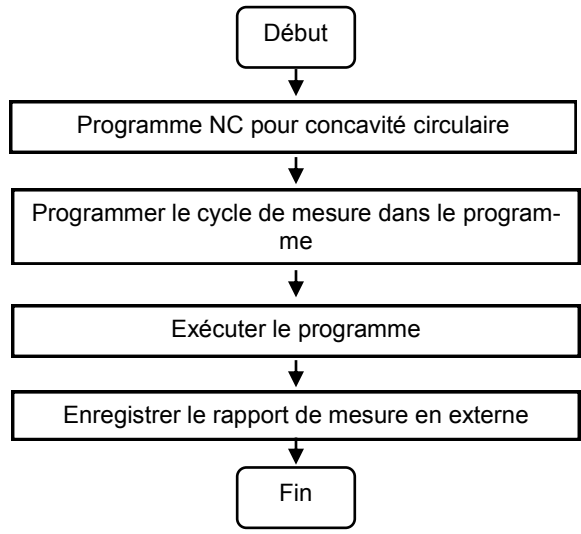 Début
Programme NC pour concavité circulaire
Programmer le cycle de mesure dans le program-
me
Exécuter le programme
Enregistrer le rapport de mesure en externe
Fin